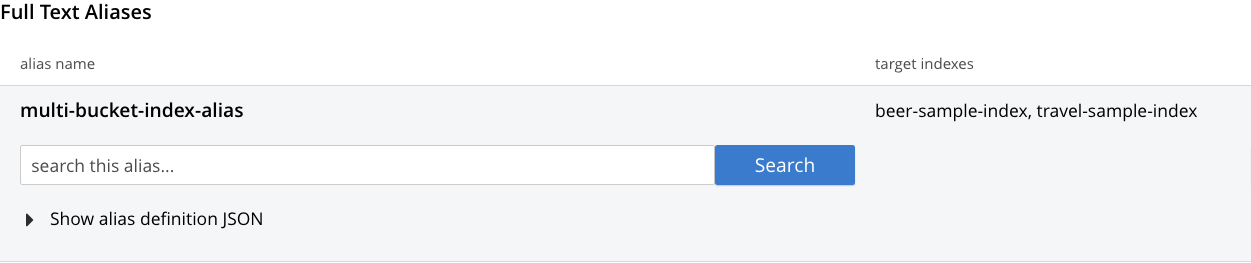 Full Text Aliases
alias name target indexes
multi-bucket-index-alias beer-sample-index, travel-sample-index
search this alias... Search
Show alias definition JSON